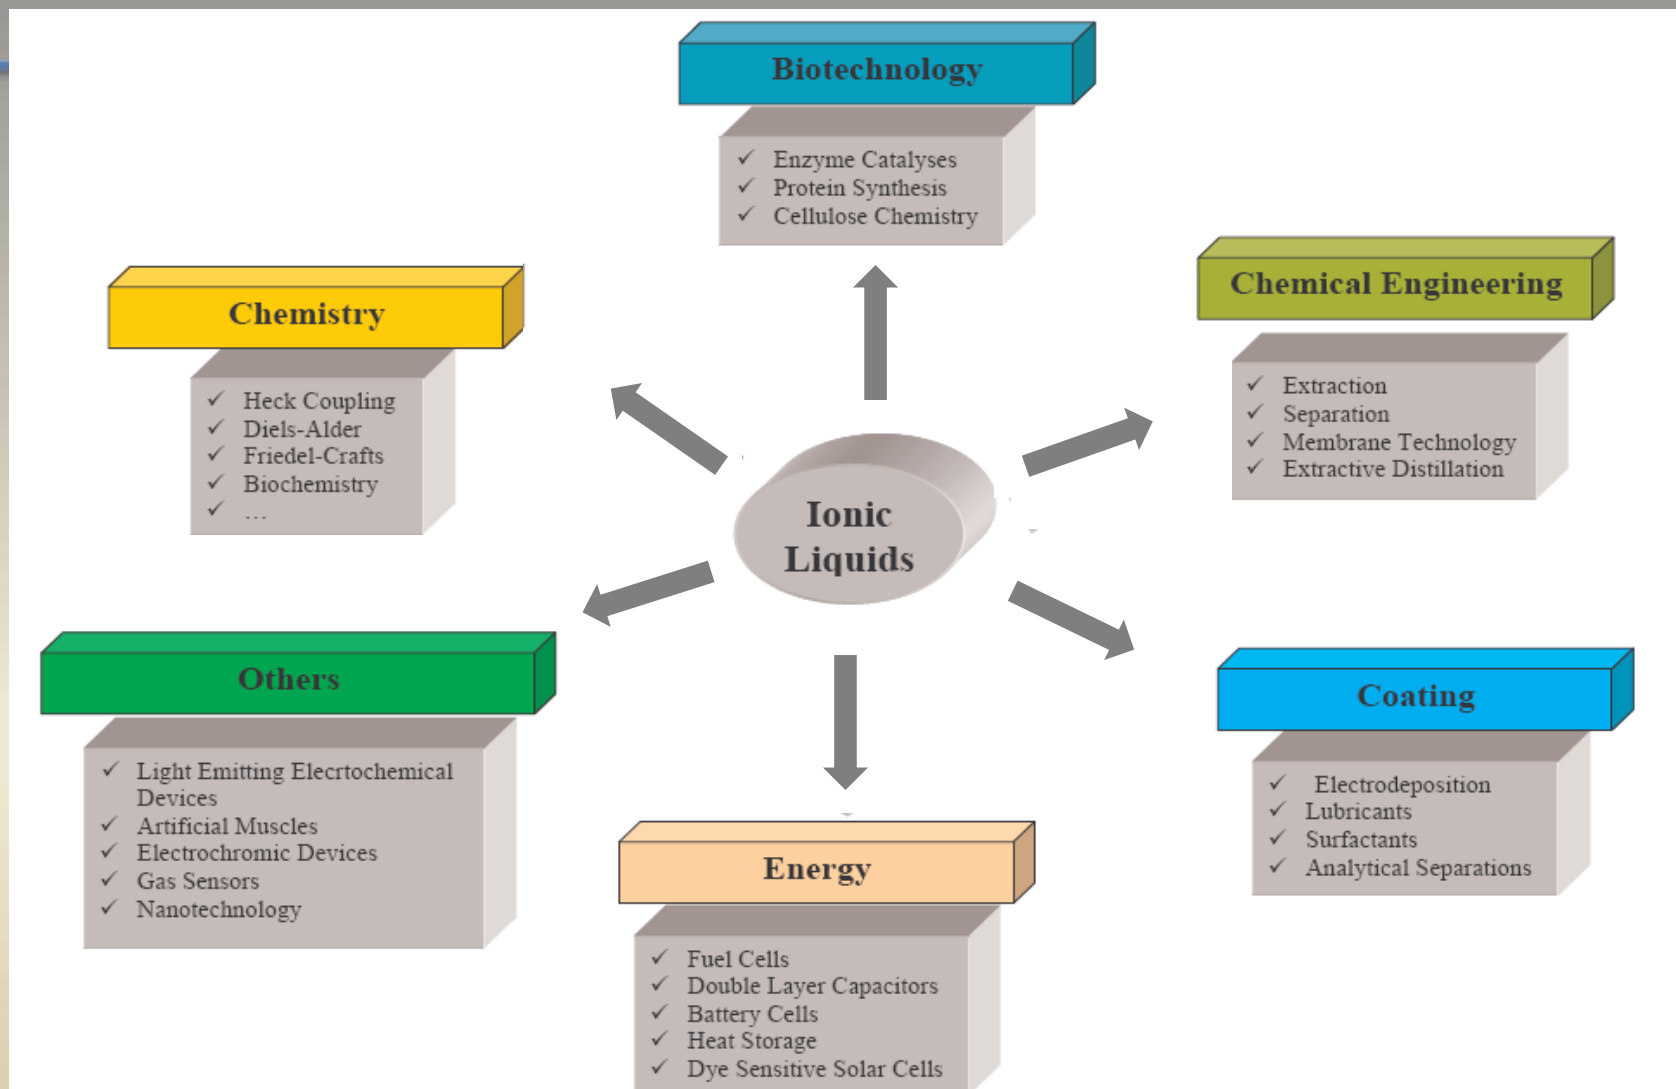 Biotechnology
✓ Enzyme Catalyses
✓ Protein Synthesis
✓ Cellulose Chemistry
Chemical Engineering
✓ Extraction
✓ Separation
✓ Membrane Technology
✓ Extractive Distillation
Chemistry
✓ Heck Coupling
✓ Diels-Alder
✓ Friedel-Crafts
✓ Biochemistry
✓ ...
Ionic
Liquids
Others
✓ Light Emitting Elecrtochemical
Devices
✓ Artificial Muscles
✓ Electrochromic Devices
✓ Gas Sensors
✓ Nanotechnology
Coating
✓ Electrodeposition
✓ Lubricants
✓ Surfactants
✓ Analytical Separations
Energy
✓ Fuel Cells
✓ Double Layer Capacitors
✓ Battery Cells
✓ Heat Storage
✓ Dye Sensitive Solar Cells